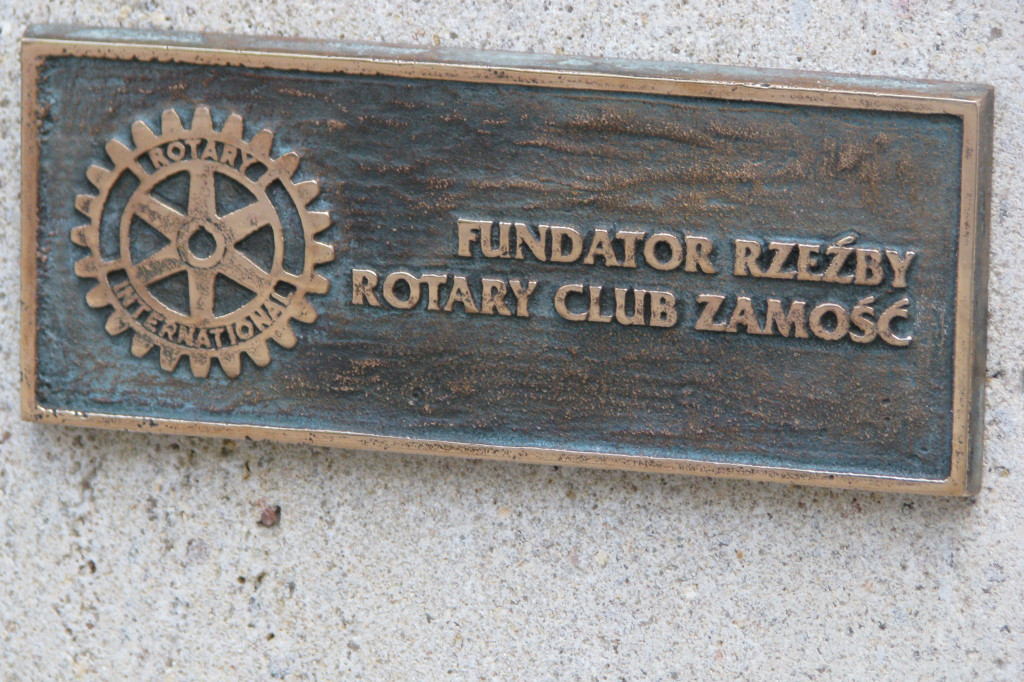 ROTARY
INTERNATIONAL
FUNDATOR RZEŹBY
ROTARY CLUB ZAMOŚĆ